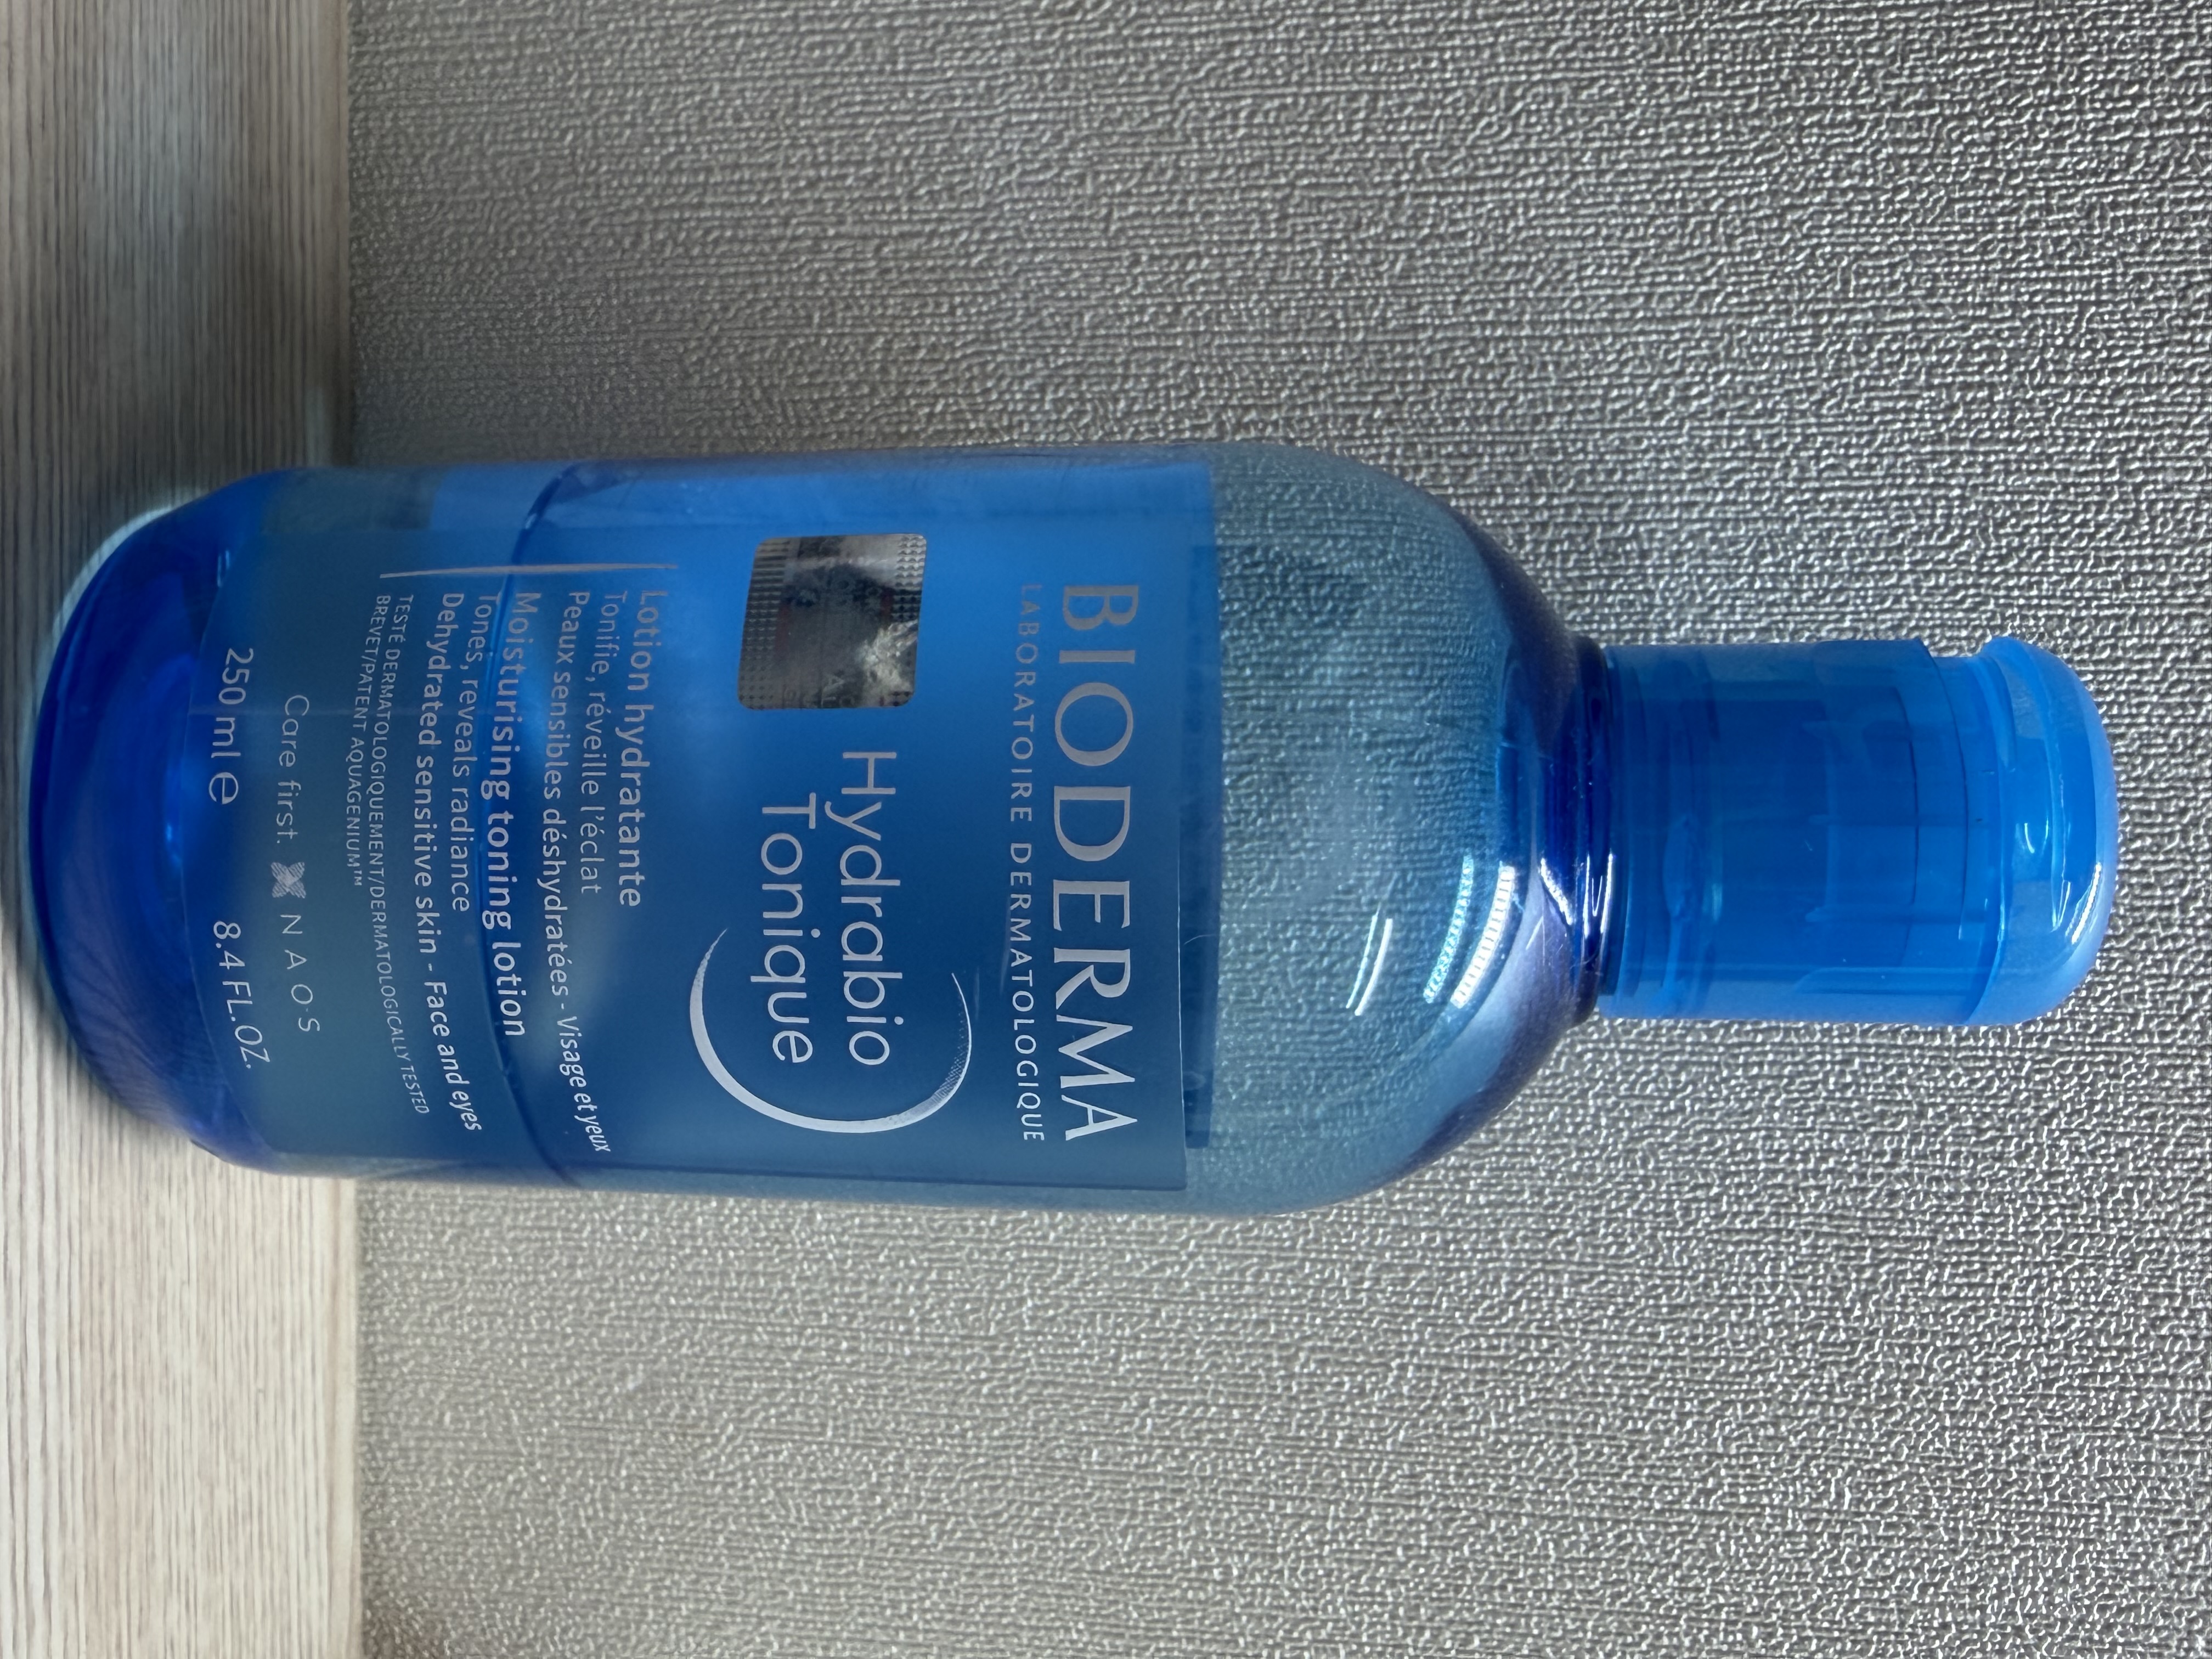 BIODERMA
LABORATOIRE DERMATOLOGIQUE
Hydrabio
Tonique
Lotion hydratante
Tonifie, réveille l'éclat
Peaux sensibles déshydratées - Visage et yeux
Moisturising toning lotion
Tones, reveals radiance
Dehydrated sensitive skin - Face and eyes
TESTÉ DERMATOLOGIQUEMENT/DERMATOLOGICALLY TESTED
BREVET/PATENT AQUAGENIUM™
Care first. NAOS
250 ml ℮ 8.4 FL.OZ.